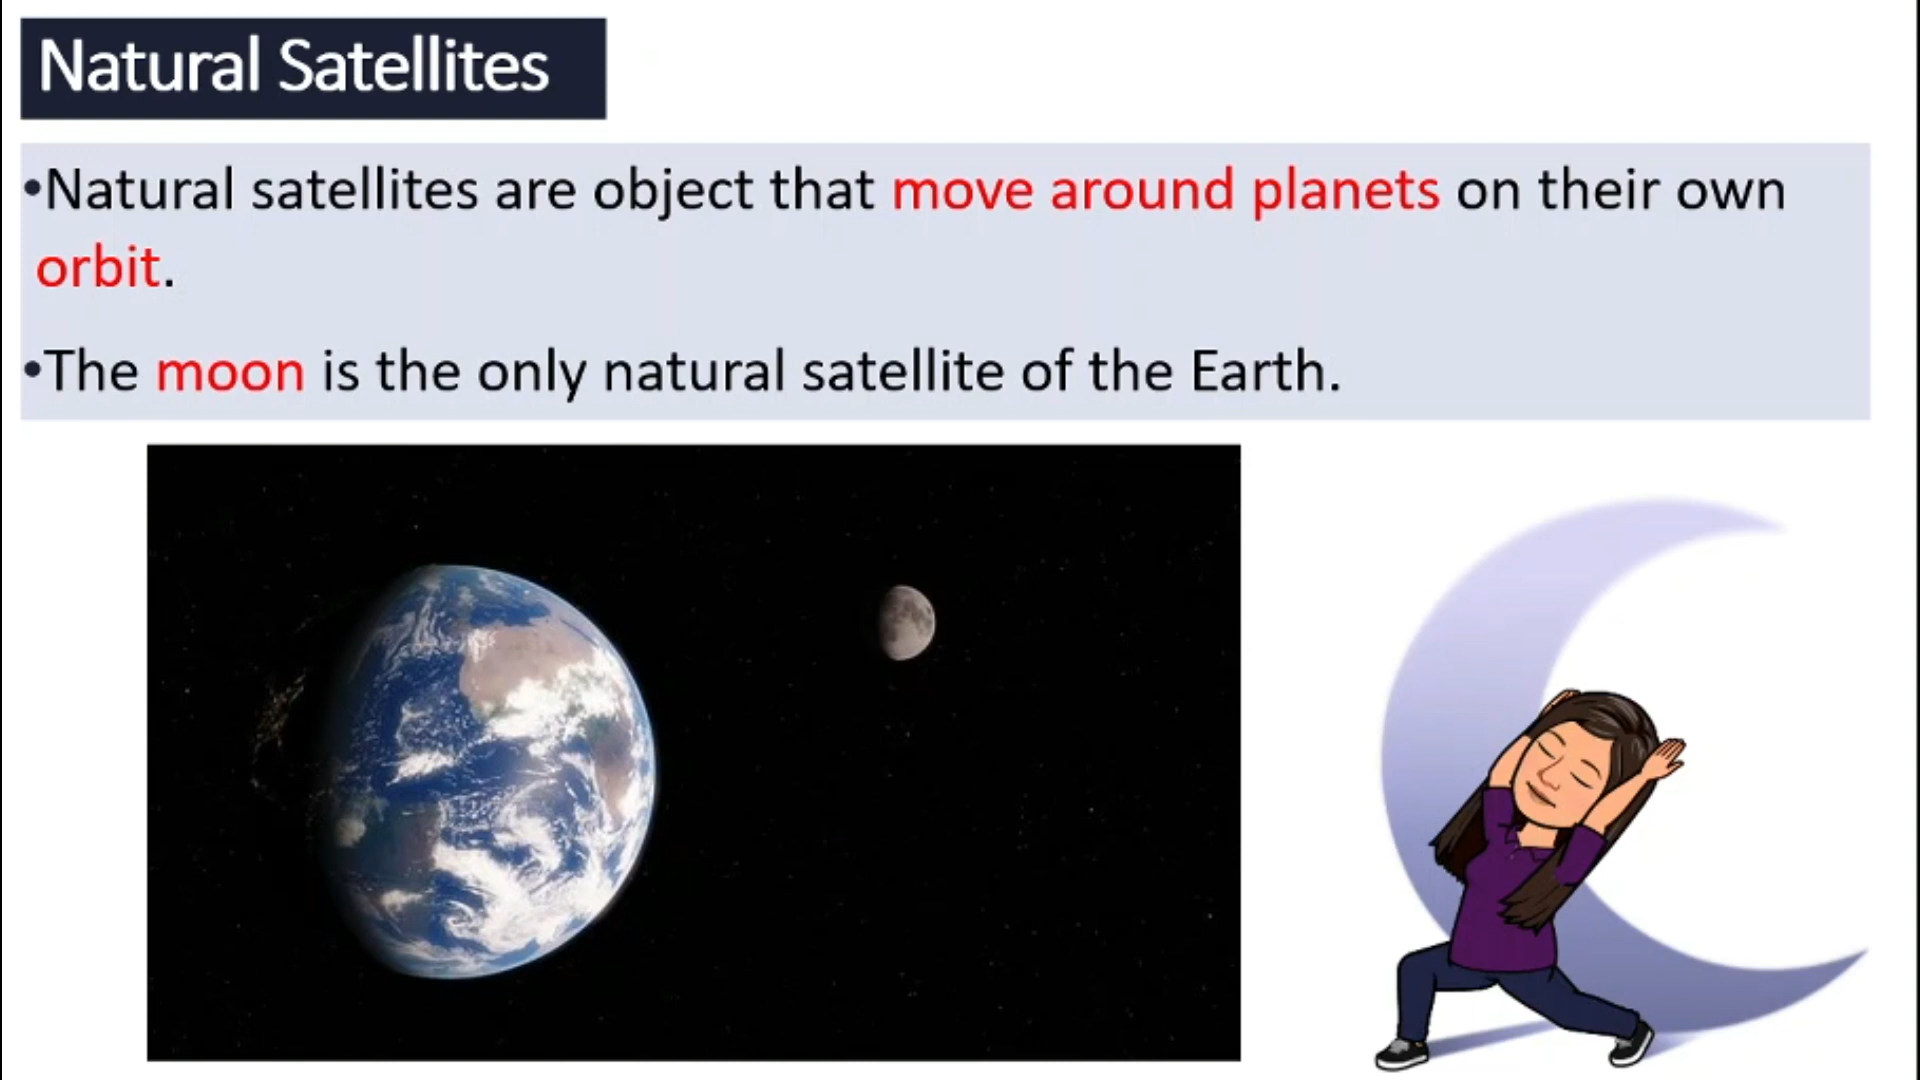 Natural Satellites
•Natural satellites are object that move around planets on their own
orbit.
•The moon is the only natural satellite of the Earth.